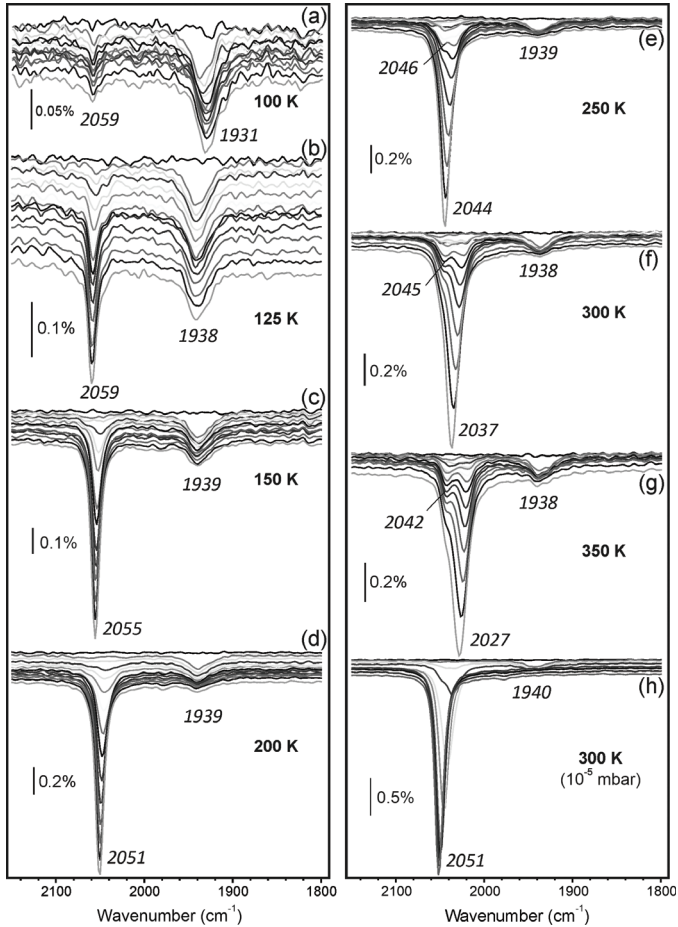 (a)
0.05%
2059
1931
100 K
(b)
0.1%
2059
1938
125 K
(c)
0.1%
2055
1939
150 K
(d)
0.2%
2051
1939
200 K
2100 2000 1900 1800
Wavenumber (cm⁻¹)
(e)
2046
1939
0.2%
2044
250 K
(f)
2045
1938
0.2%
2037
300 K
(g)
2042
1938
0.2%
2027
350 K
(h)
1940
0.5%
2051
300 K
(10⁻⁵ mbar)
2100 2000 1900 1800
Wavenumber (cm⁻¹)